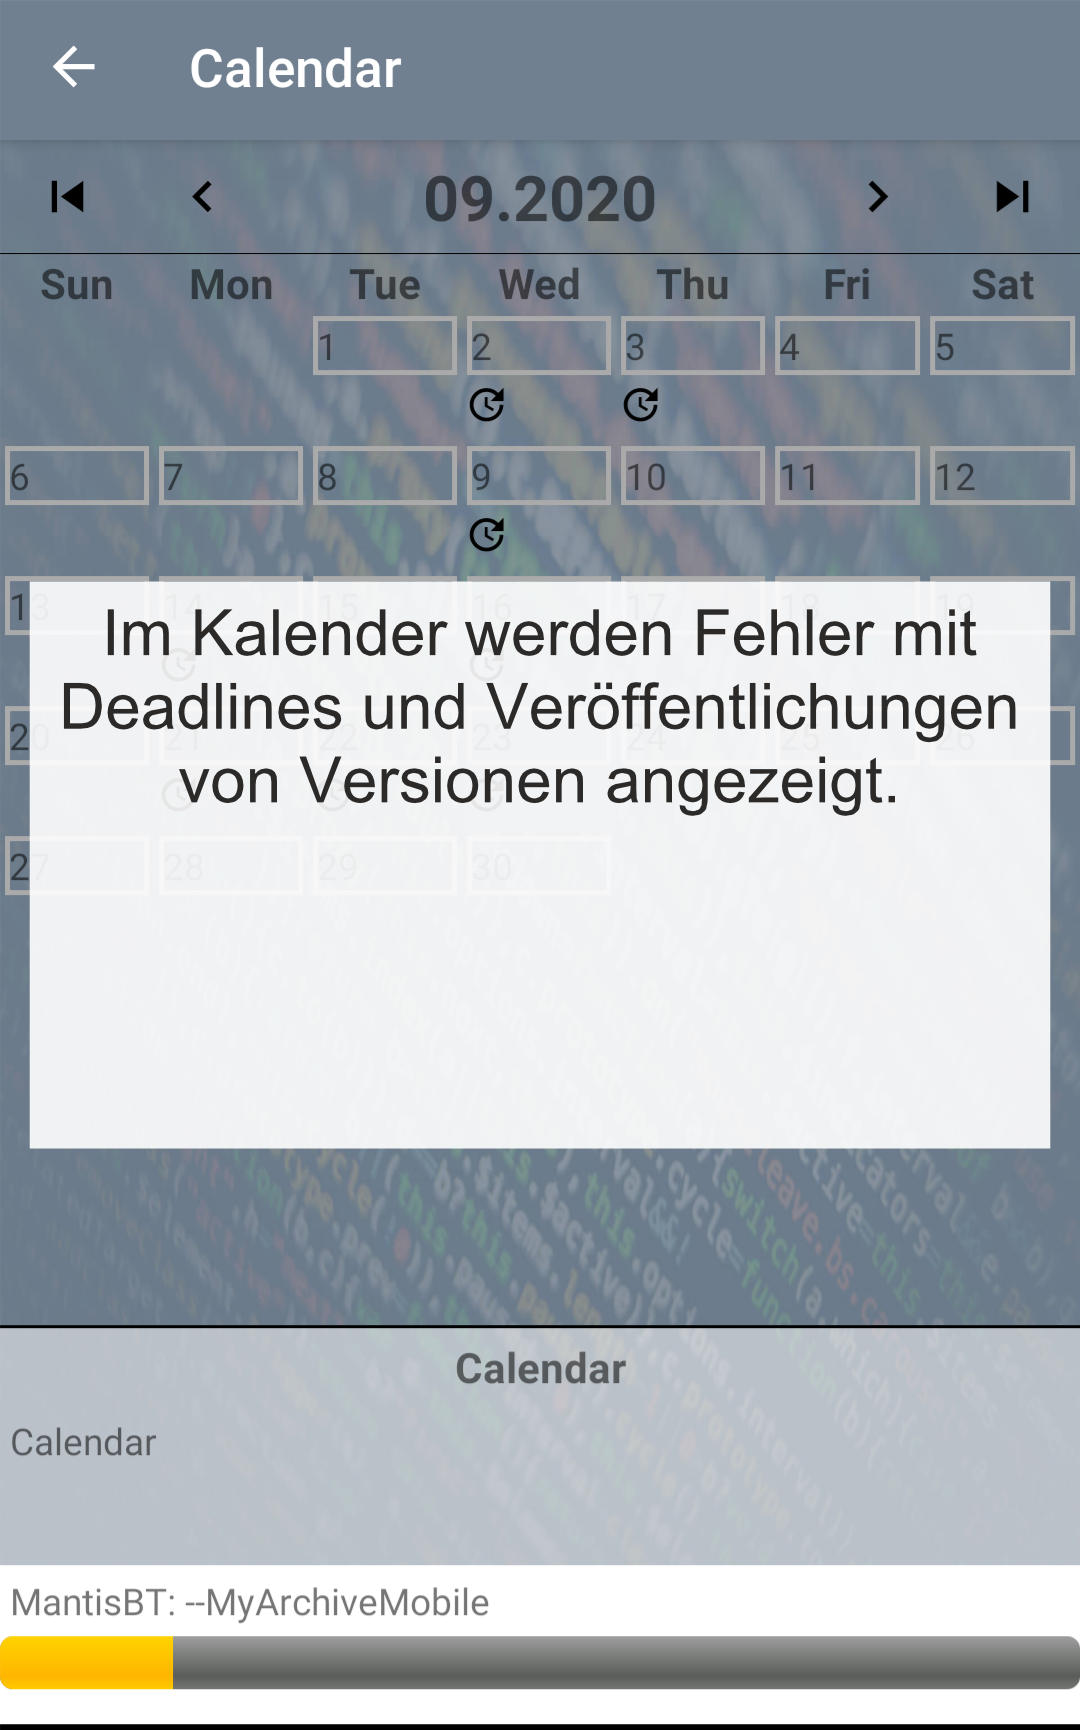 Calendar
09.2020
Sun Mon Tue Wed Thu Fri Sat
1 2 3 4 5
6 7 8 9 10 11 12
13 14 15 16 17 18 19
Im Kalender werden Fehler mit
Deadlines und Veröffentlichungen
von Versionen angezeigt.
20 21 22 23 24 25 26
27 28 29 30
Calendar
Calendar
MantisBT: --MyArchiveMobile